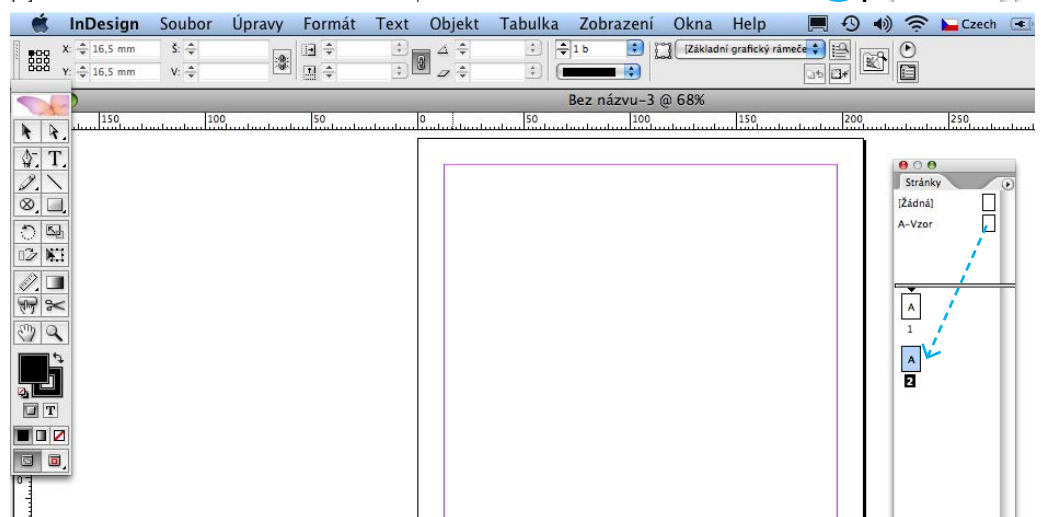 InDesign Soubor Úpravy Formát Text Objekt Tabulka Zobrazení Okna Help Czech
X: 16,5 mm Š: 1 b [Základní grafický rámeče
Y: 16,5 mm V:
Bez názvu-3 @ 68%
150 100 50 0 50 100 150 200 250
T
Stránky
[Žádná]
A-Vzor
A
1
A
2
T
0